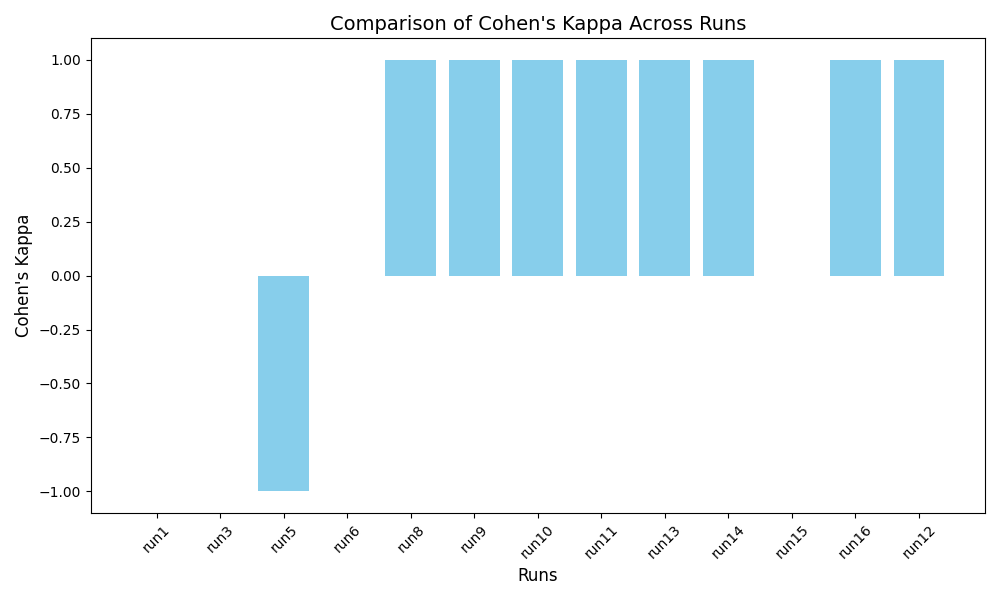 Comparison of Cohen's Kappa Across Runs
Cohen's Kappa
1.00
0.75
0.50
0.25
0.00
−0.25
−0.50
−0.75
−1.00
run1
run3
run5
run6
run8
run9
run10
run11
run13
run14
run15
run16
run12
Runs